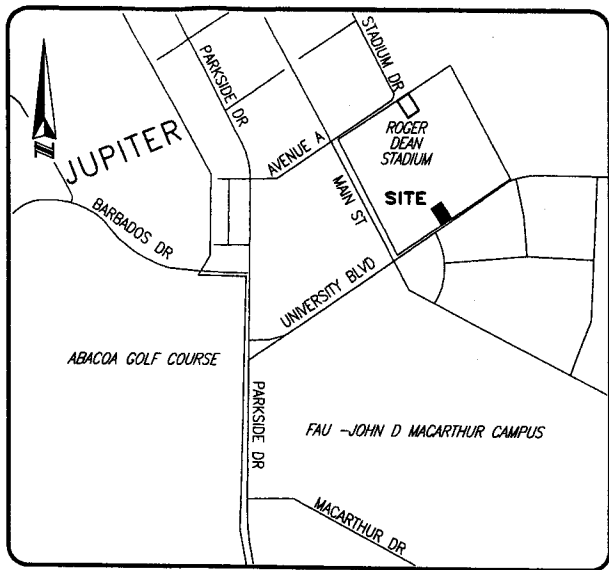 STADIUM DR
PARKSIDE DR
JUPITER
AVENUE A
ROGER
DEAN
STADIUM
MAIN ST
SITE
BARBADOS DR
UNIVERSITY BLVD
ABACOA GOLF COURSE
PARKSIDE DR
FAU -JOHN D MACARTHUR CAMPUS
MACARTHUR DR
N